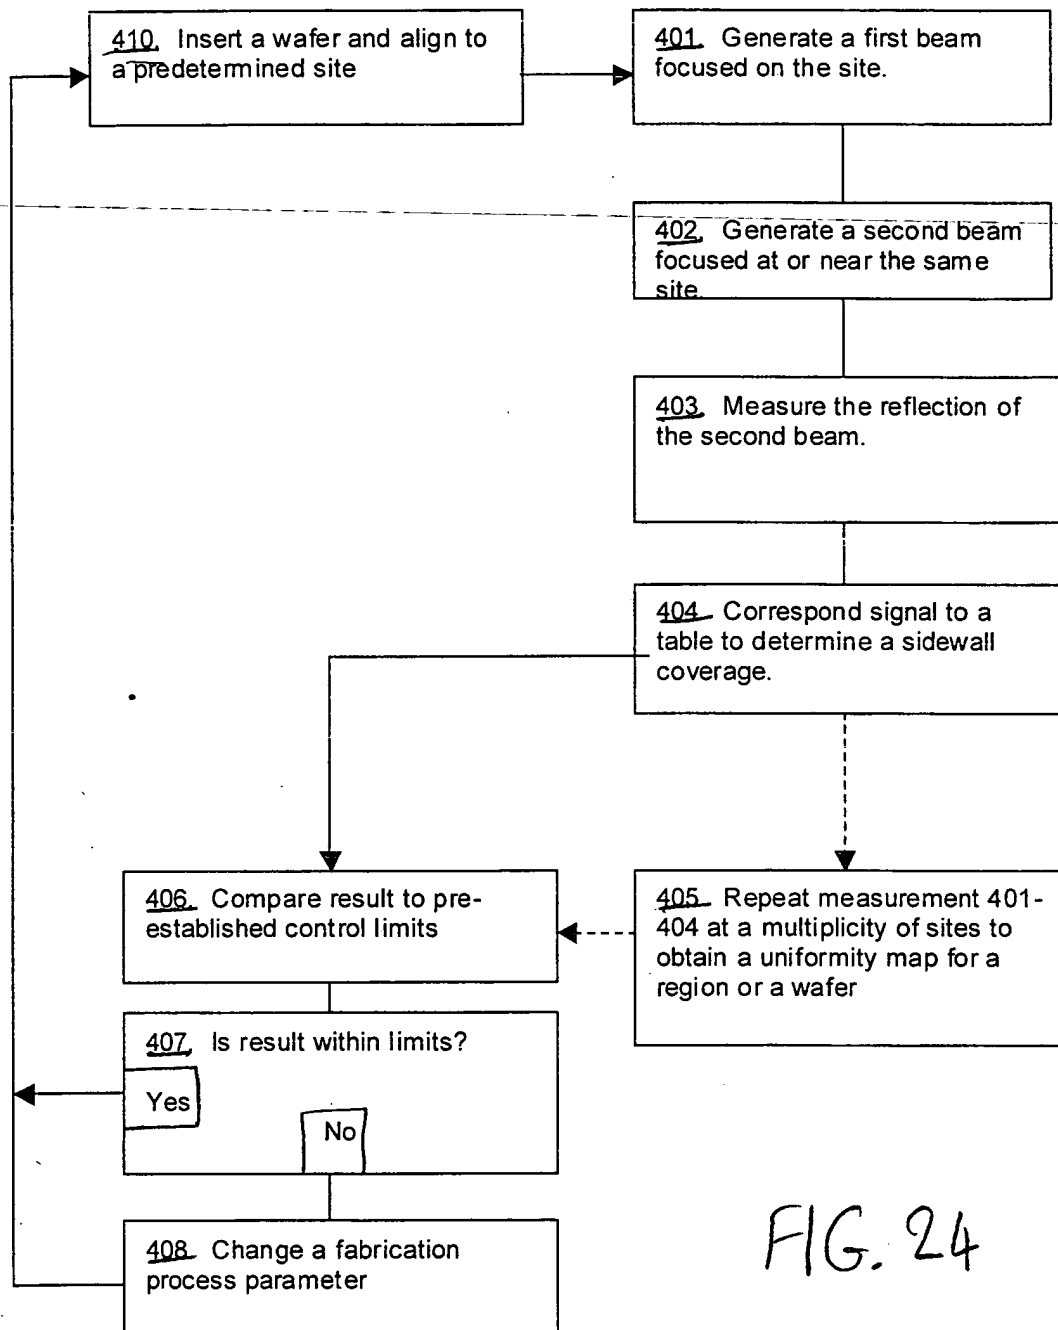 410. Insert a wafer and align to
a predetermined site
401. Generate a first beam
focused on the site.
402. Generate a second beam
focused at or near the same
site.
403. Measure the reflection of
the second beam.
404 Correspond signal to a
table to determine a sidewall
coverage.
406. Compare result to pre-
established control limits
405 Repeat measurement 401-
404 at a multiplicity of sites to
obtain a uniformity map for a
region or a wafer
407. Is result within limits?
Yes
No
408 Change a fabrication
process parameter
FIG. 24